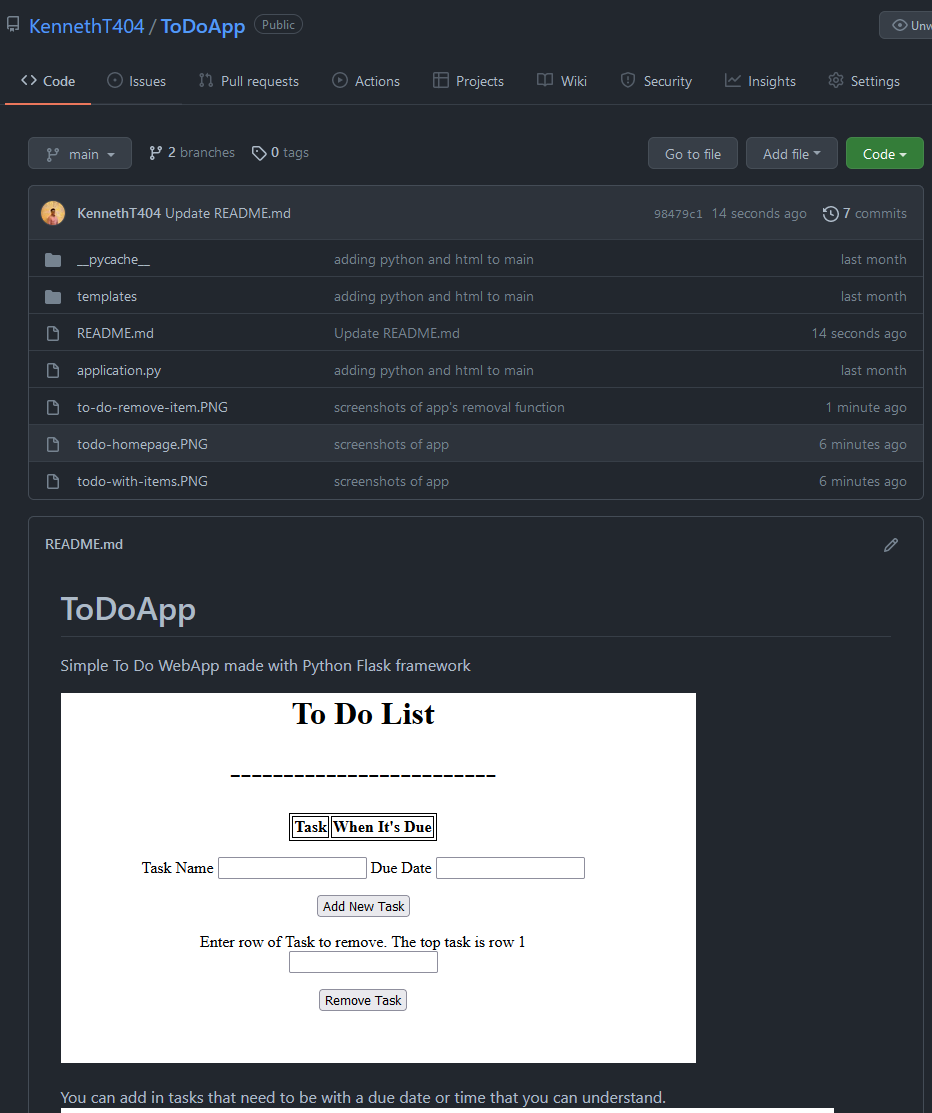 KennethT404 / ToDoApp Public
Code Issues Pull requests Actions Projects Wiki Security Insights Settings
main 2 branches 0 tags Go to file Add file Code
KennethT404 Update README.md 98479c1 14 seconds ago 7 commits
__pycache__ adding python and html to main last month
templates adding python and html to main last month
README.md Update README.md 14 seconds ago
application.py adding python and html to main last month
to-do-remove-item.PNG screenshots of app's removal function 1 minute ago
todo-homepage.PNG screenshots of app 6 minutes ago
todo-with-items.PNG screenshots of app 6 minutes ago
README.md
ToDoApp
Simple To Do WebApp made with Python Flask framework
To Do List
-------------------------
Task When It's Due
Task Name Due Date
Add New Task
Enter row of Task to remove. The top task is row 1
Remove Task
You can add in tasks that need to be with a due date or time that you can understand.